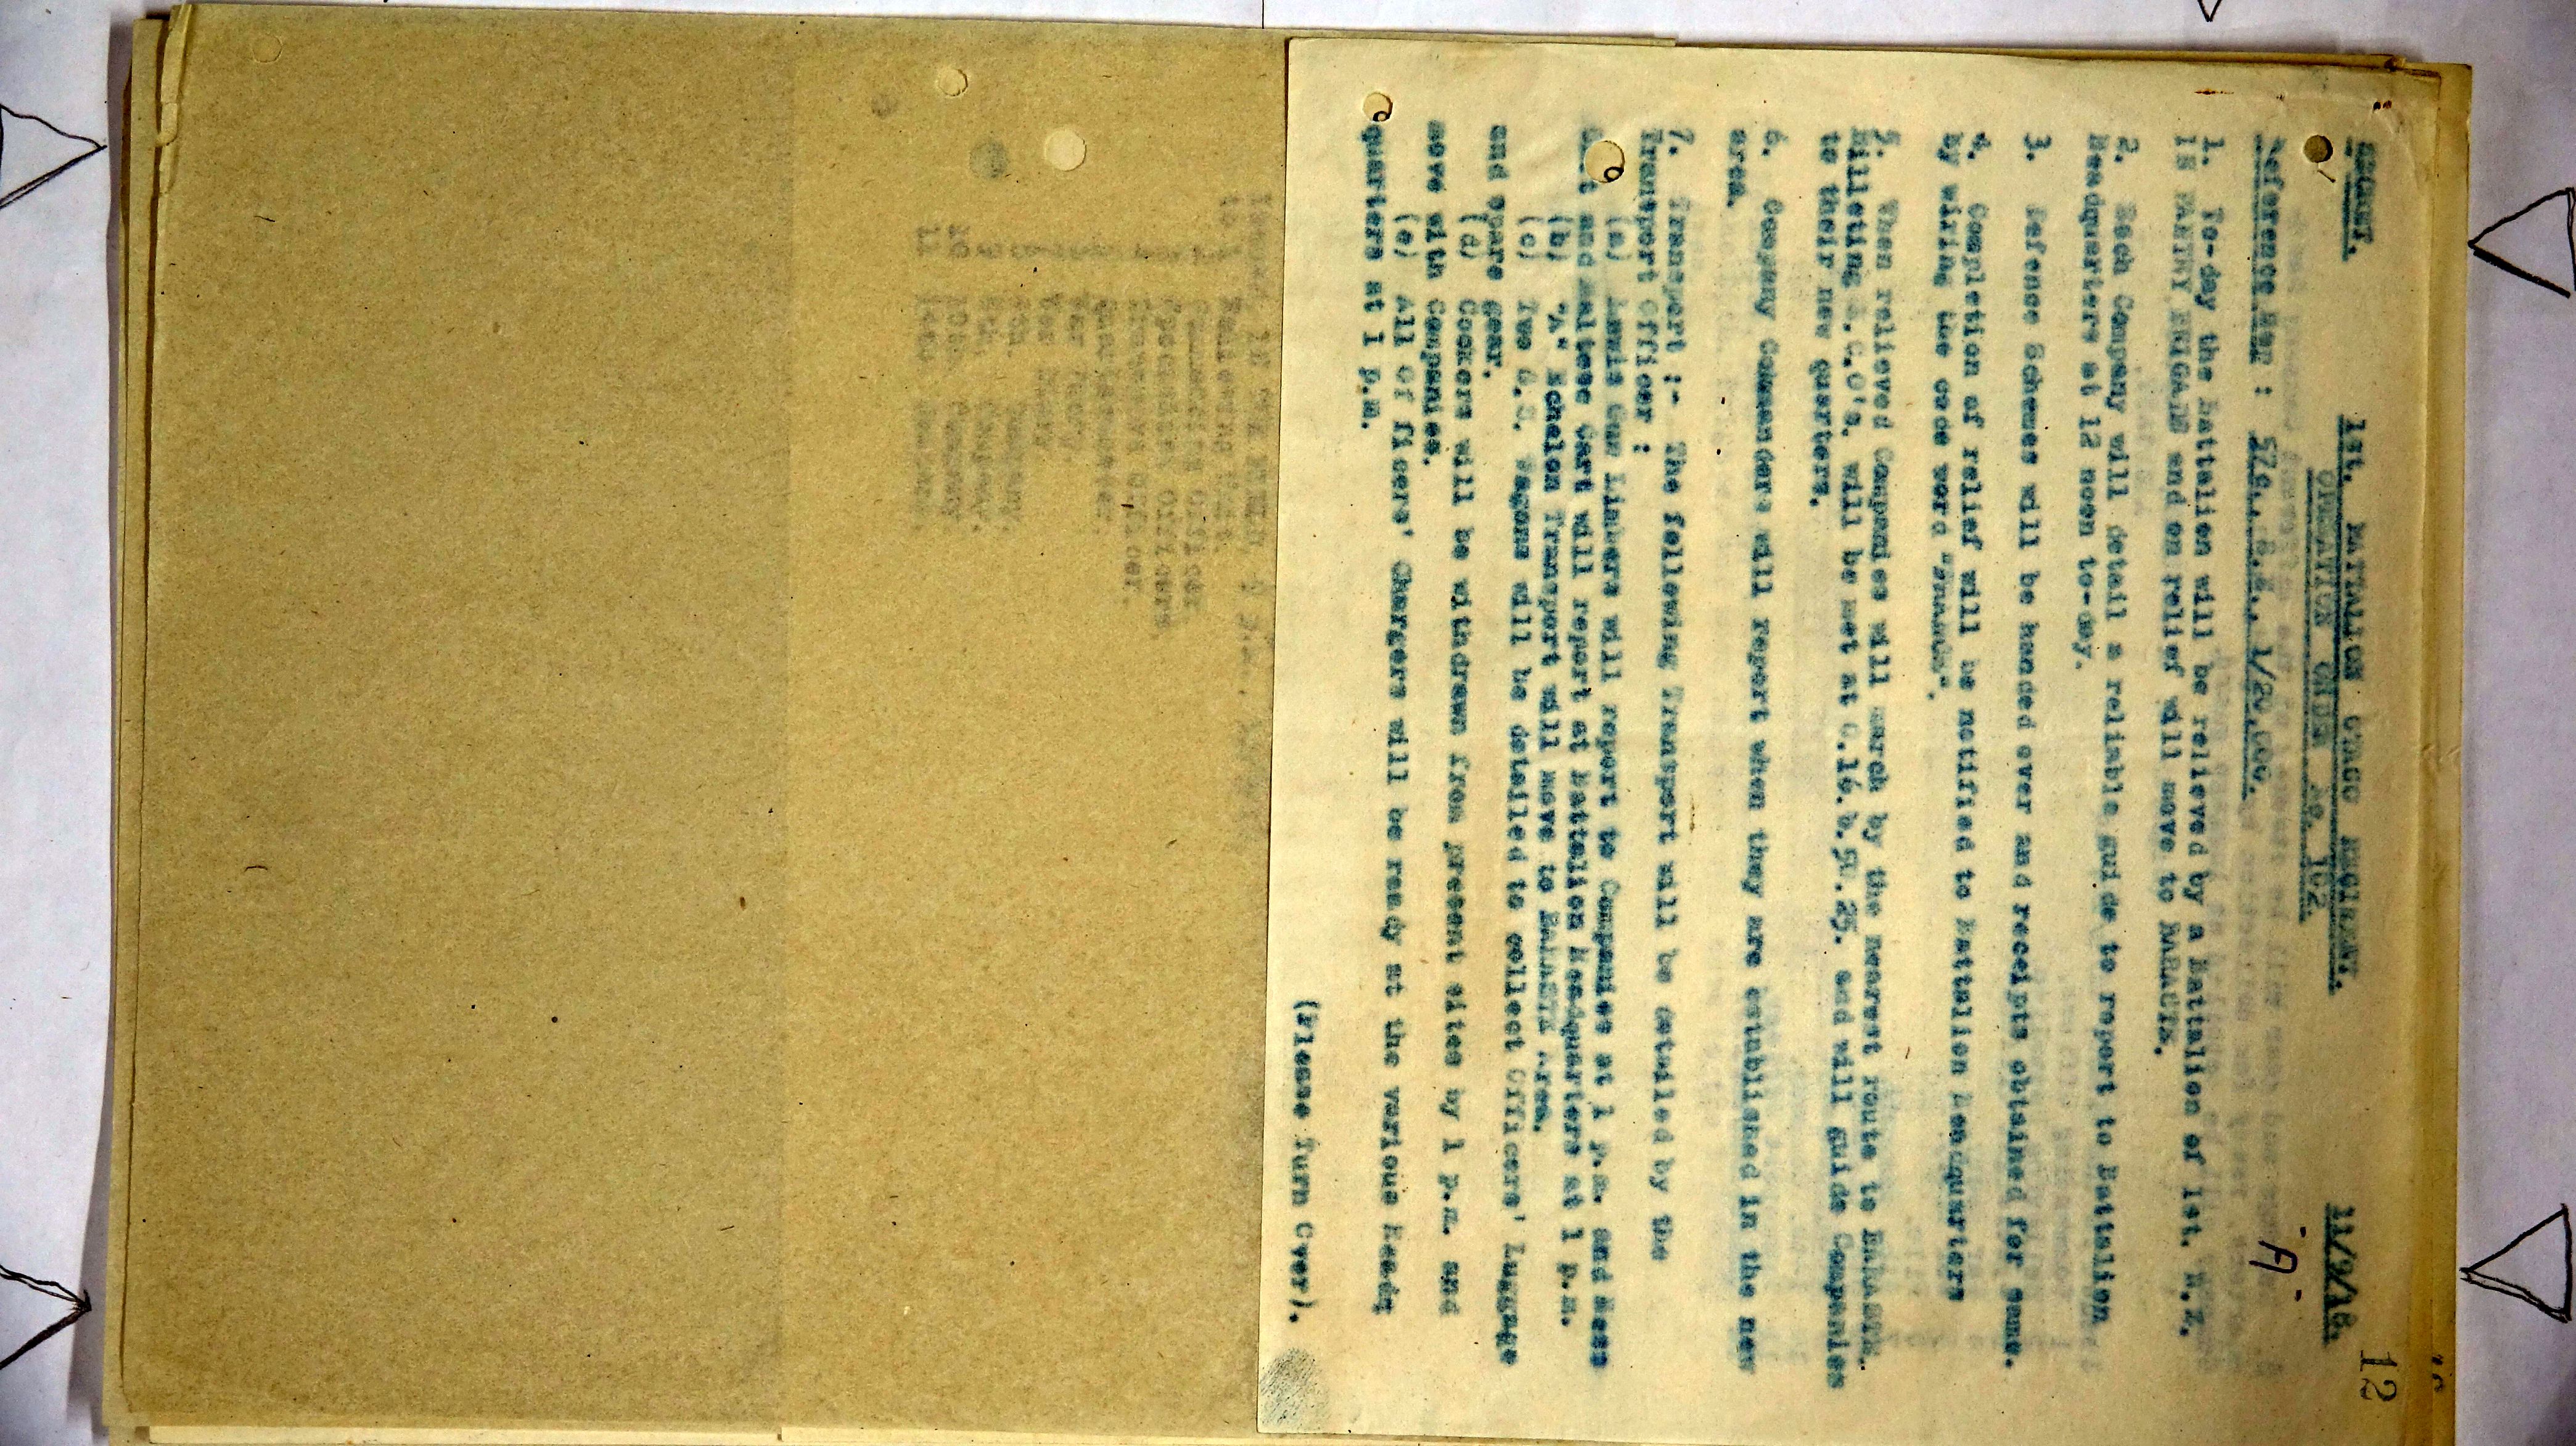 12
SECRET. 1st. BATTALION OTAGO REGIMENT. 11/9/18.
OPERATION ORDER No. 102.
"A"
Reference Map : 57c., S.E., 1/20,000.
1. To-day the Battalion will be relieved by a Battalion of 1st. N.Z.
INFANTRY BRIGADE and on relief will move to
2. Each Company will detail a reliable guide to report to Battalion
Headquarters at 12 noon to-day.
3. Defence Schemes will be handed over and receipts obtained for same.
4. Completion of relief will be notified to Battalion Headquarters
by wiring the code word
5. When relieved Companies will march by the nearest route to
Billeting N.C.O's. will be met at and will guide Companies
to their new quarters.
6. Company Commanders will report when they are established in the new
area.
7. Transport :- The following Transport will be detailed by the
Transport Officer :
(a) Lewis Gun Limbers will report to Companies at 1 p.m. and Mess
Cart and Maltese Cart will report at Battalion Headquarters at 1 p.m.
(b) "A" Echelon Transport will move to Area.
(c) Two G.S. Wagons will be detailed to collect Officers' Luggage
and spare gear.
(d) Cookers will be withdrawn from present sites by 1 p.m. and
move with Companies.
(e) All Officers' Chargers will be ready at the various Headq
quarters at 1 p.m.
(Please Turn Over).